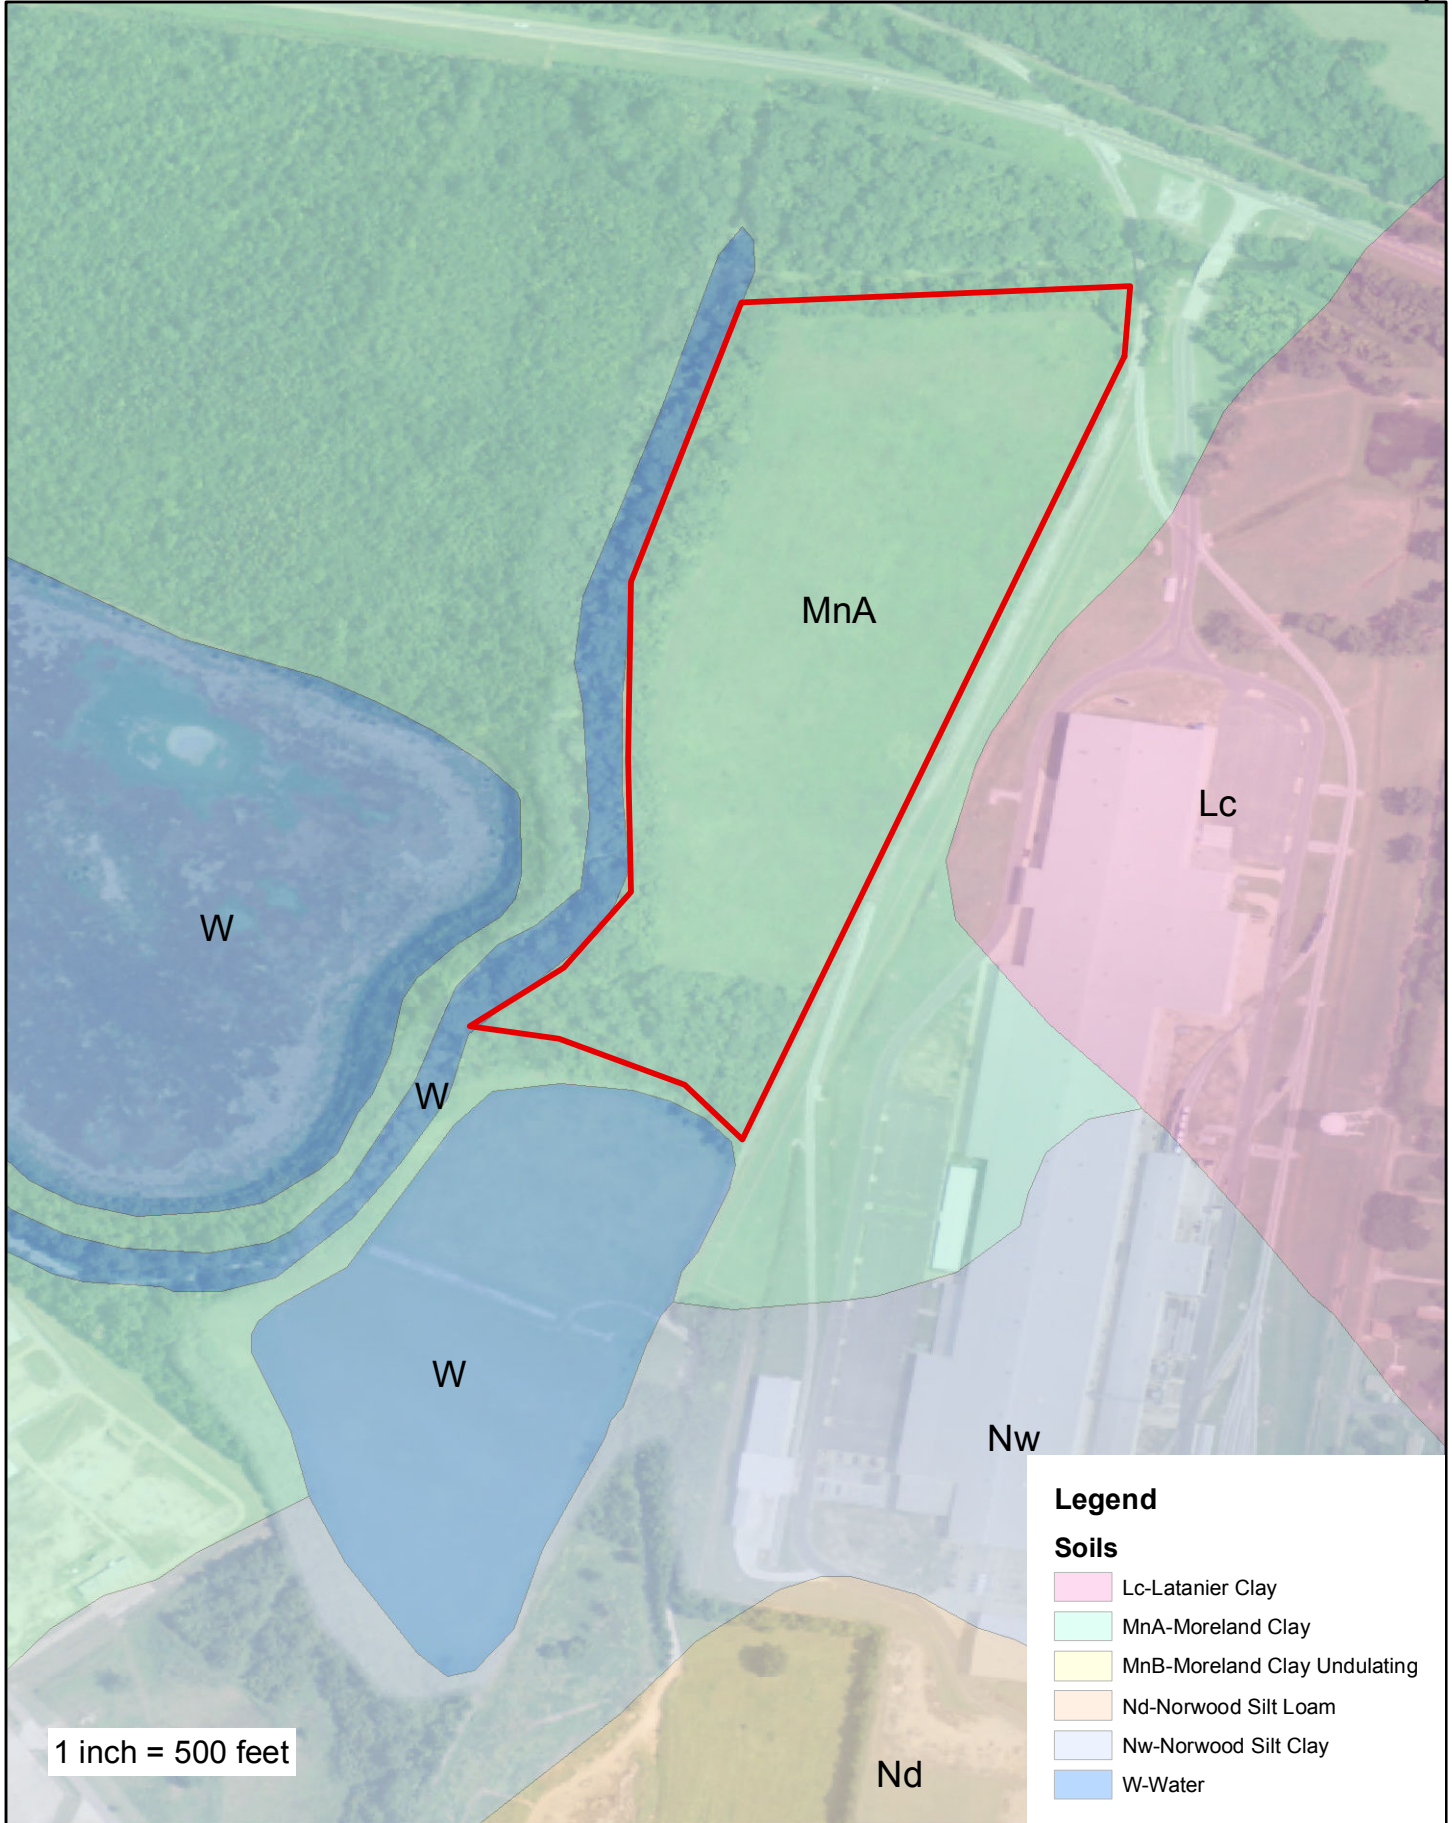 MnA
Lc
W
W
W
Nw
Nd
1 inch = 500 feet
Legend
Soils
Lc-Latanier Clay
MnA-Moreland Clay
MnB-Moreland Clay Undulating
Nd-Norwood Silt Loam
Nw-Norwood Silt Clay
W-Water